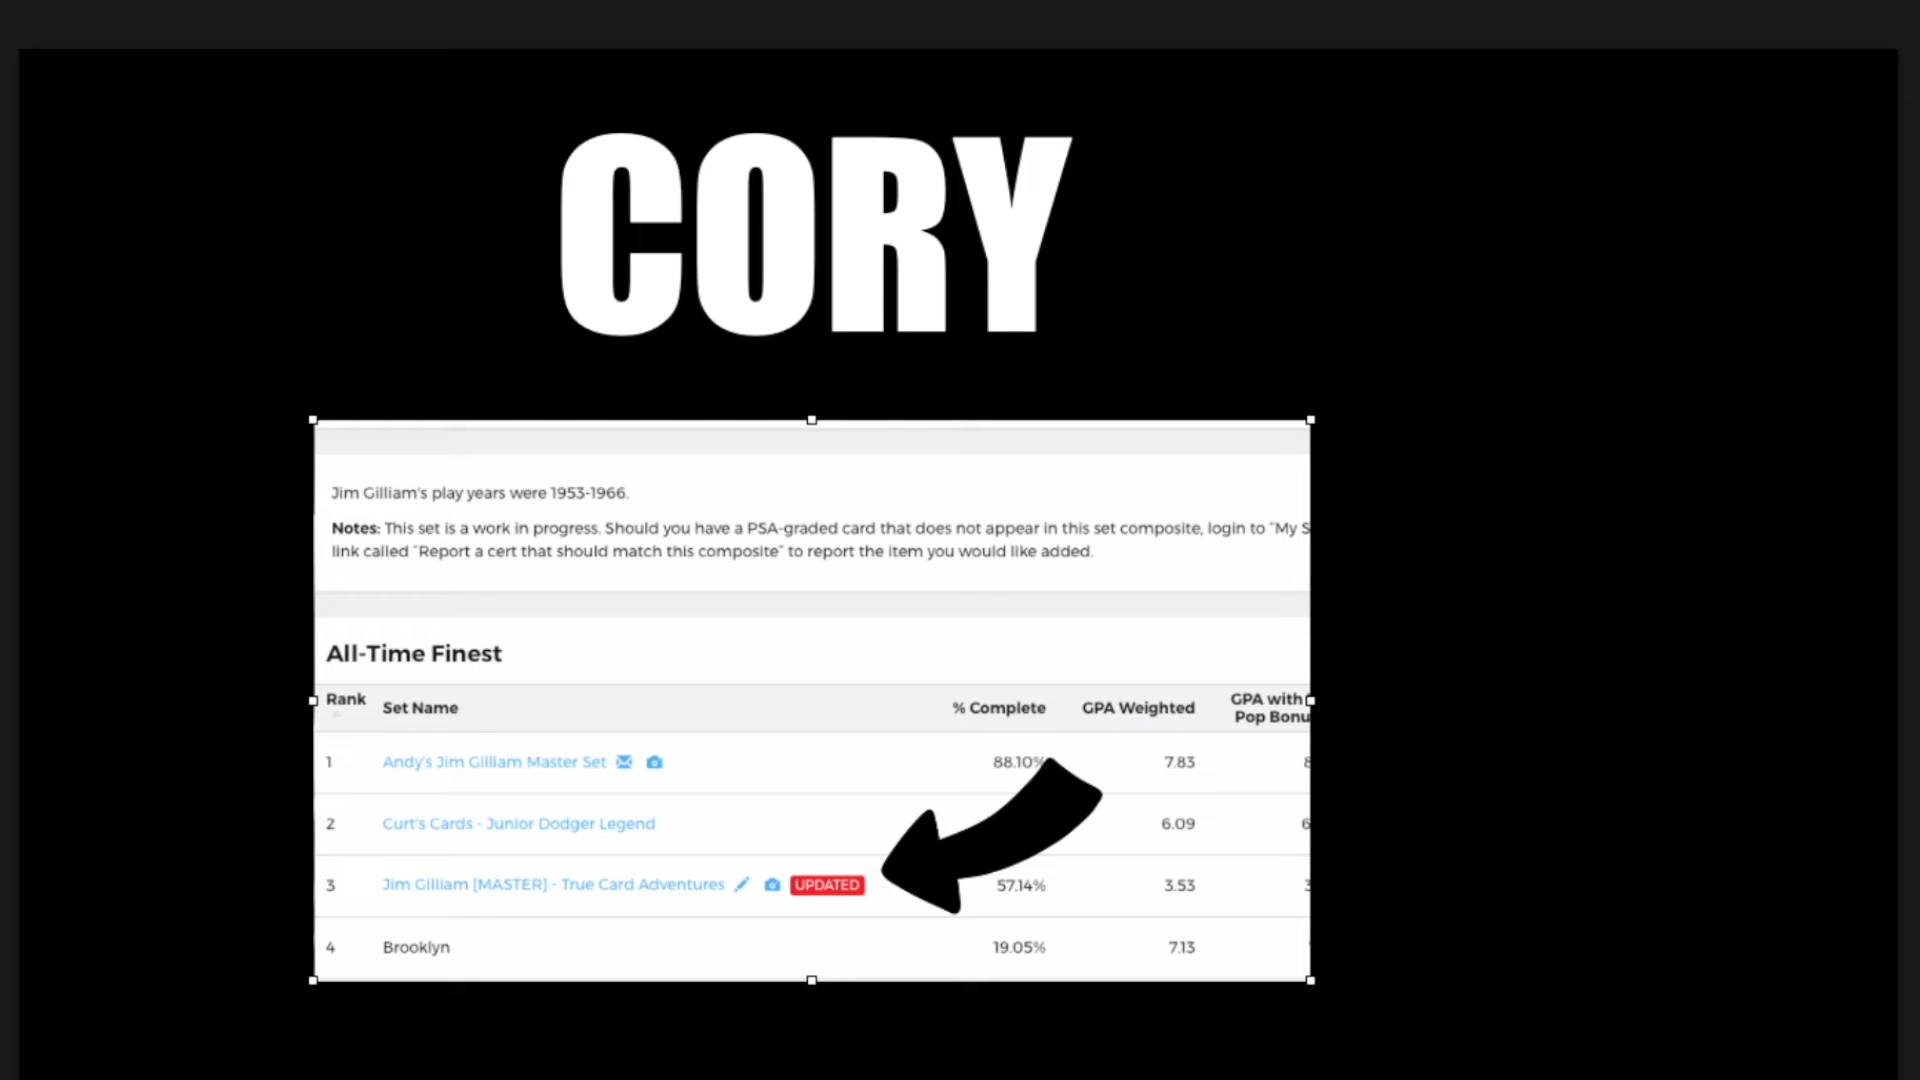 CORY
Jim Gilliam's play years were 1953-1966.
Notes: This set is a work in progress. Should you have a PSA-graded card that does not appear in this set composite, login to "My S
link called "Report a cert that should match this composite" to report the item you would like added.
All-Time Finest
Rank Set Name % Complete GPA Weighted GPA with Pop Bonu
1 Andy's Jim Gilliam Master Set 88.10% 7.83
2 Curt's Cards - Junior Dodger Legend 6.09 6
3 Jim Gilliam [MASTER] - True Card Adventures UPDATED 57.14% 3.53
4 Brooklyn 19.05% 7.13